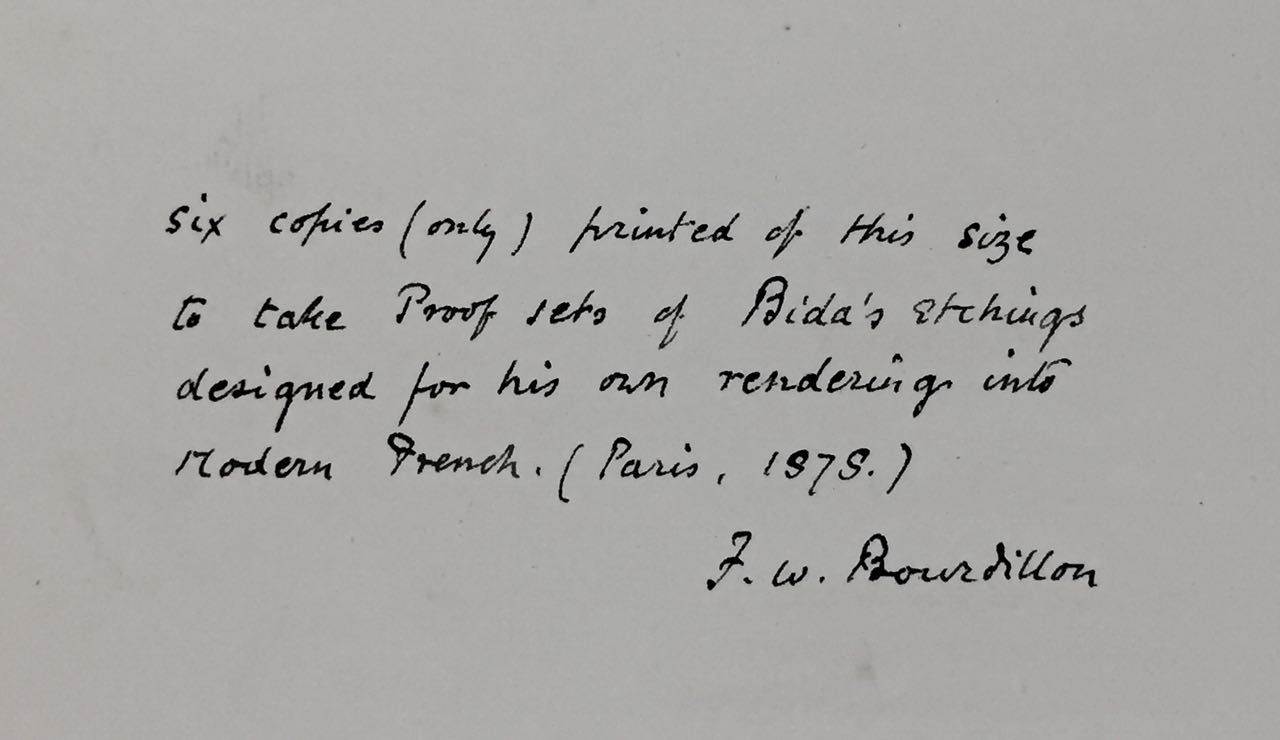 six copies (only) printed of this size
to take Proof sets of Bida's Etchings
designed for his own rendering into
Modern French. (Paris, 1878.)
F. W. Bourdillon